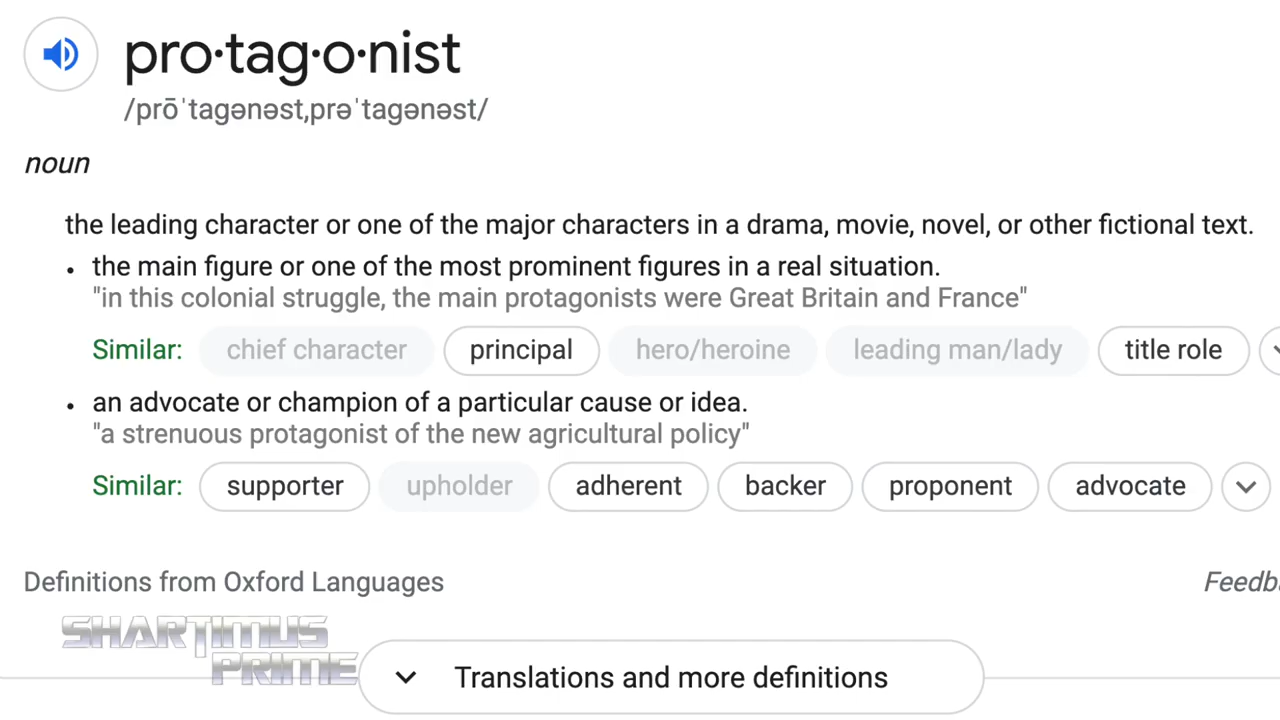 pro·tag·o·nist
/prōˈtaɡənəst,prəˈtaɡənəst/
noun
the leading character or one of the major characters in a drama, movie, novel, or other fictional text.
• the main figure or one of the most prominent figures in a real situation.
"in this colonial struggle, the main protagonists were Great Britain and France"
Similar: chief character principal hero/heroine leading man/lady title role
• an advocate or champion of a particular cause or idea.
"a strenuous protagonist of the new agricultural policy"
Similar: supporter upholder adherent backer proponent advocate
Definitions from Oxford Languages Feedba
SHARTIMUS
PRIME
Translations and more definitions